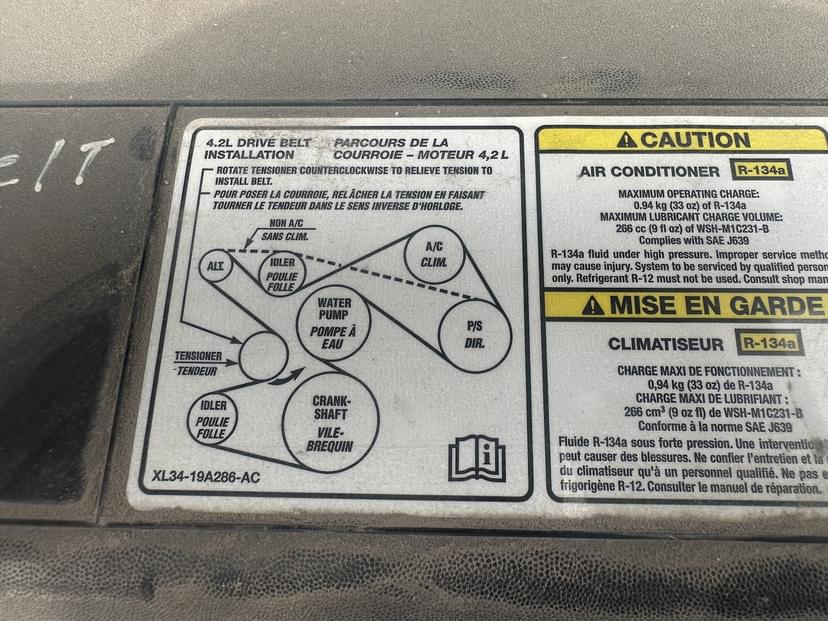 4.2L DRIVE BELT
INSTALLATION
PARCOURS DE LA
COURROIE – MOTEUR 4,2 L
ROTATE TENSIONER COUNTERCLOCKWISE TO RELIEVE TENSION TO
INSTALL BELT.
POUR POSER LA COURROIE, RELÂCHER LA TENSION EN FAISANT
TOURNER LE TENDEUR DANS LE SENS INVERSE D'HORLOGE.
NON A/C
SANS CLIM.
ALT.
IDLER
POULIE
FOLLE
A/C
CLIM.
WATER
PUMP
POMPE À
EAU
P/S
DIR.
TENSIONER
TENDEUR
IDLER
POULIE
FOLLE
CRANK-
SHAFT
VILE-
BREQUIN
XL34-19A286-AC
i
CAUTION
AIR CONDITIONER R-134a
MAXIMUM OPERATING CHARGE:
0.94 kg (33 oz) of R-134a
MAXIMUM LUBRICANT CHARGE VOLUME:
266 cc (9 fl oz) of WSH-M1C231-B
Complies with SAE J639
R-134a fluid under high pressure. Improper service
may cause injury. System to be serviced by qualified
only. Refrigerant R-12 must not be used. Consult shop
MISE EN GARDE
CLIMATISEUR R-134a
CHARGE MAXI DE FONCTIONNEMENT :
0,94 kg (33 oz) de R-134a
CHARGE MAXI DE LUBRIFIANT :
266 cm³ (9 oz fl) de WSH-M1C231-B
Conforme à la norme SAE J639
Fluide R-134a sous forte pression. Une
peut causer des blessures. Ne confier l'entretien et la
du climatiseur qu'à un personnel qualifié. Ne pas
frigorigène R-12. Consulter le manuel de réparation.